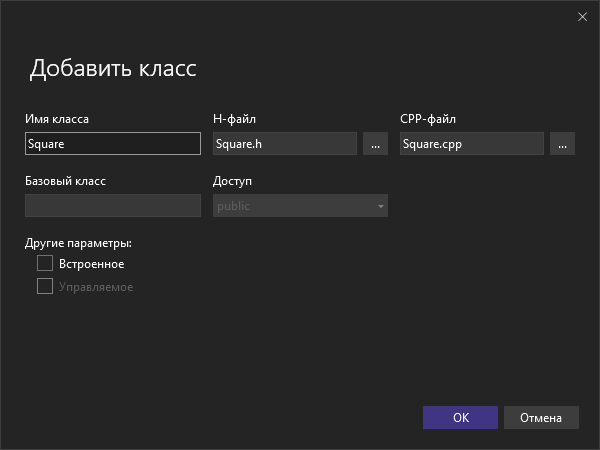 Добавить класс
Имя класса
H-файл
CPP-файл
Square
Square.h
...
Square.cpp
...
Базовый класс
Доступ
public
Другие параметры:
Встроенное
Управляемое
OK
Отмена